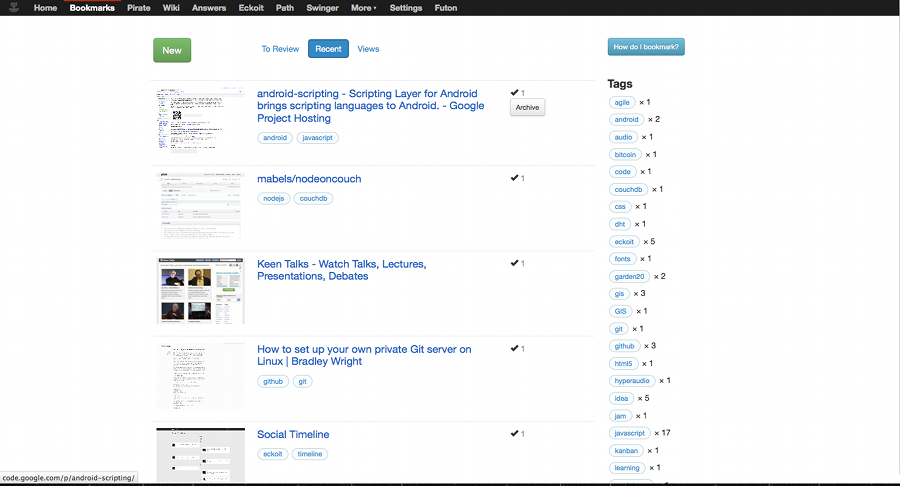 Home Bookmarks Pirate Wiki Answers Eckoit Path Swinger More Settings Futon
New
To Review Recent Views
How do I bookmark?
android-scripting - Scripting Layer for Android
brings scripting languages to Android. - Google
Project Hosting
android javascript
✔ 1
Archive
mabels/nodeoncouch
nodejs couchdb
✔ 1
Keen Talks - Watch Talks, Lectures,
Presentations, Debates
✔ 1
How to set up your own private Git server on
Linux | Bradley Wright
github git
✔ 1
Social Timeline
eckoit timeline
✔ 1
Tags
agile × 1
android × 2
audio × 1
bitcoin × 1
code × 1
couchdb × 1
css × 1
dht × 1
eckoit × 5
fonts × 1
garden20 × 2
gis × 3
GIS × 1
git × 1
github × 3
html5 × 1
hyperaudio × 1
idea × 5
jam × 1
javascript × 17
kanban × 1
learning × 1
code.google.com/p/android-scripting/